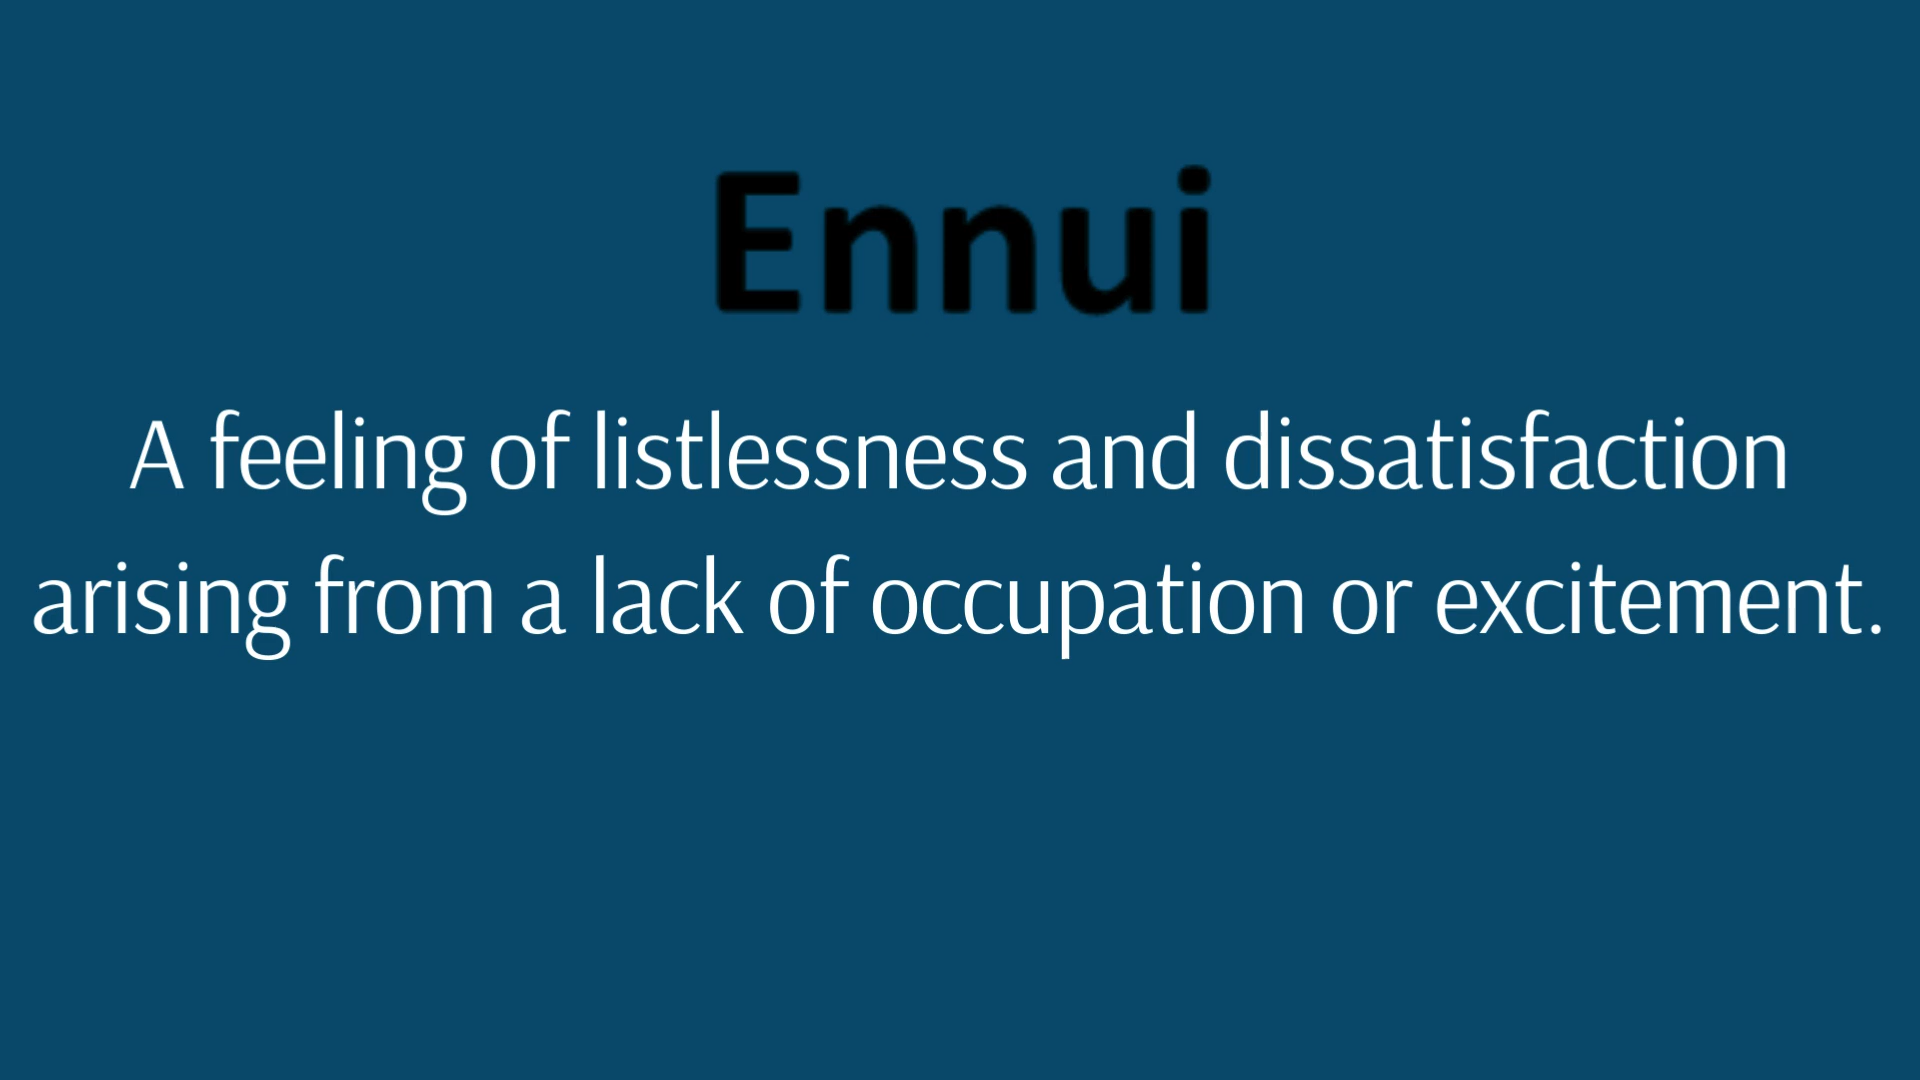 Ennui
A feeling of listlessness and dissatisfaction
arising from a lack of occupation or excitement.